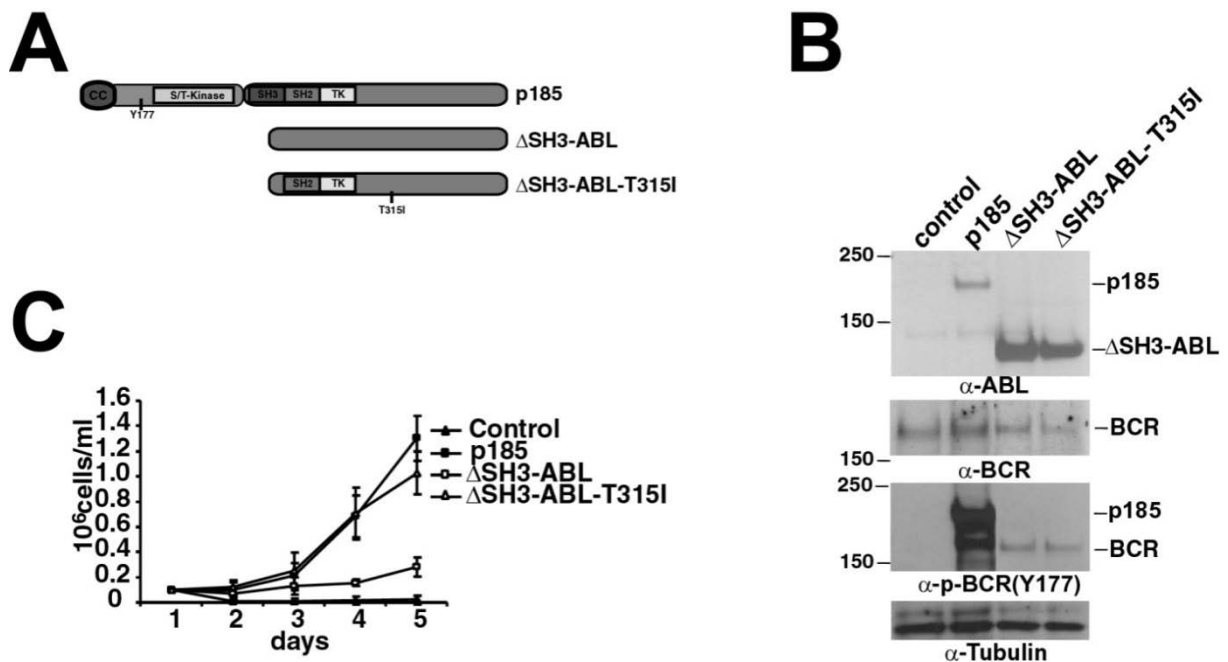 A
CC
S/T-Kinase
SH3
SH2
TK
p185
Y177
ΔSH3-ABL
SH2
TK
ΔSH3-ABL-T315I
T315I
B
control
p185
ΔSH3-ABL
ΔSH3-ABL- T315I
250
–p185
150
–ΔSH3-ABL
α-ABL
–BCR
150
α-BCR
250
–p185
–BCR
150
α-p-BCR(Y177)
α-Tubulin
C
10⁶cells/ml
1.6
1.4
1.2
1.0
0.8
0.6
0.4
0.2
0
1 2 3 4 5
days
Control
p185
ΔSH3-ABL
ΔSH3-ABL-T315I